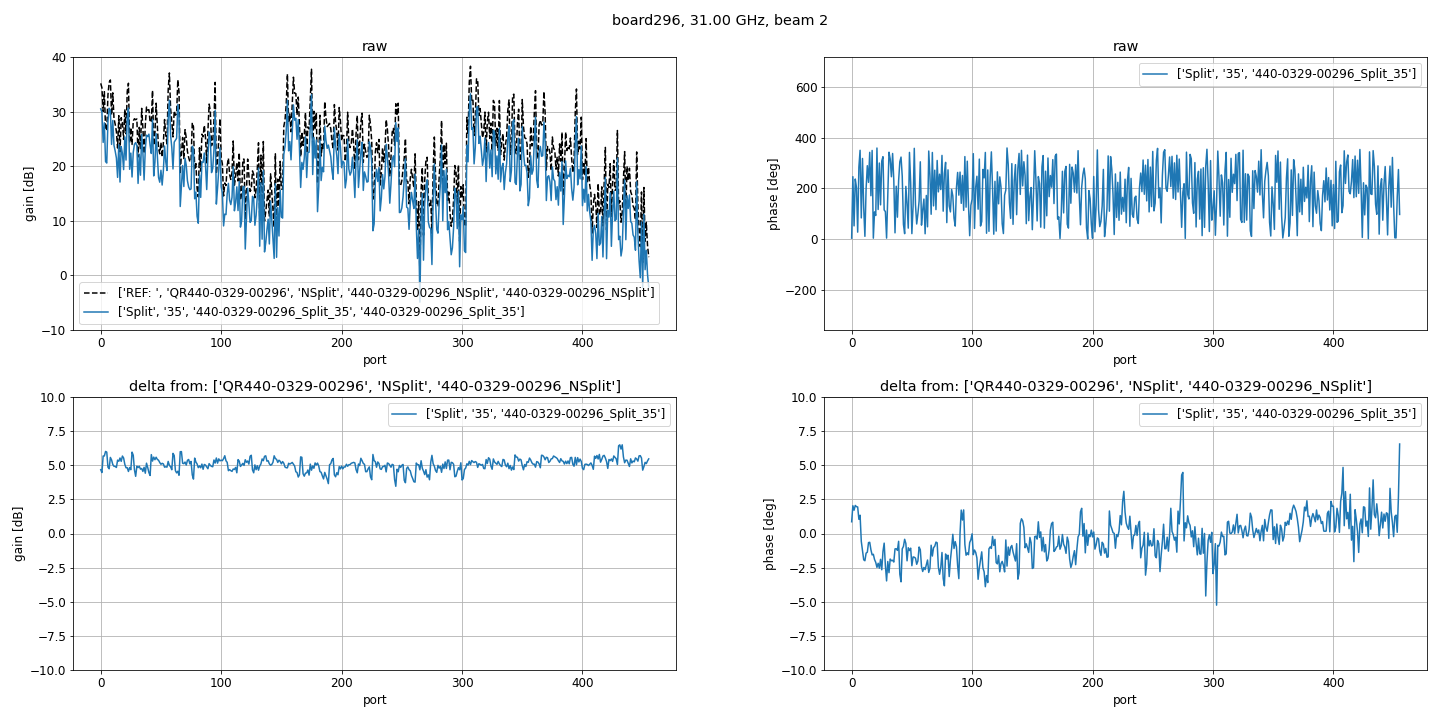 board296, 31.00 GHz, beam 2
raw
40
30
20
10
0
−10
gain [dB]
['REF: ', 'QR440-0329-00296', 'NSplit', '440-0329-00296_NSplit', '440-0329-00296_NSplit']
['Split', '35', '440-0329-00296_Split_35', '440-0329-00296_Split_35']
0 100 200 300 400
port
raw
600
400
200
0
−200
phase [deg]
['Split', '35', '440-0329-00296_Split_35']
0 100 200 300 400
port
delta from: ['QR440-0329-00296', 'NSplit', '440-0329-00296_NSplit']
10.0
7.5
5.0
2.5
0.0
−2.5
−5.0
−7.5
−10.0
gain [dB]
['Split', '35', '440-0329-00296_Split_35']
0 100 200 300 400
port
delta from: ['QR440-0329-00296', 'NSplit', '440-0329-00296_NSplit']
10.0
7.5
5.0
2.5
0.0
−2.5
−5.0
−7.5
−10.0
phase [deg]
['Split', '35', '440-0329-00296_Split_35']
0 100 200 300 400
port